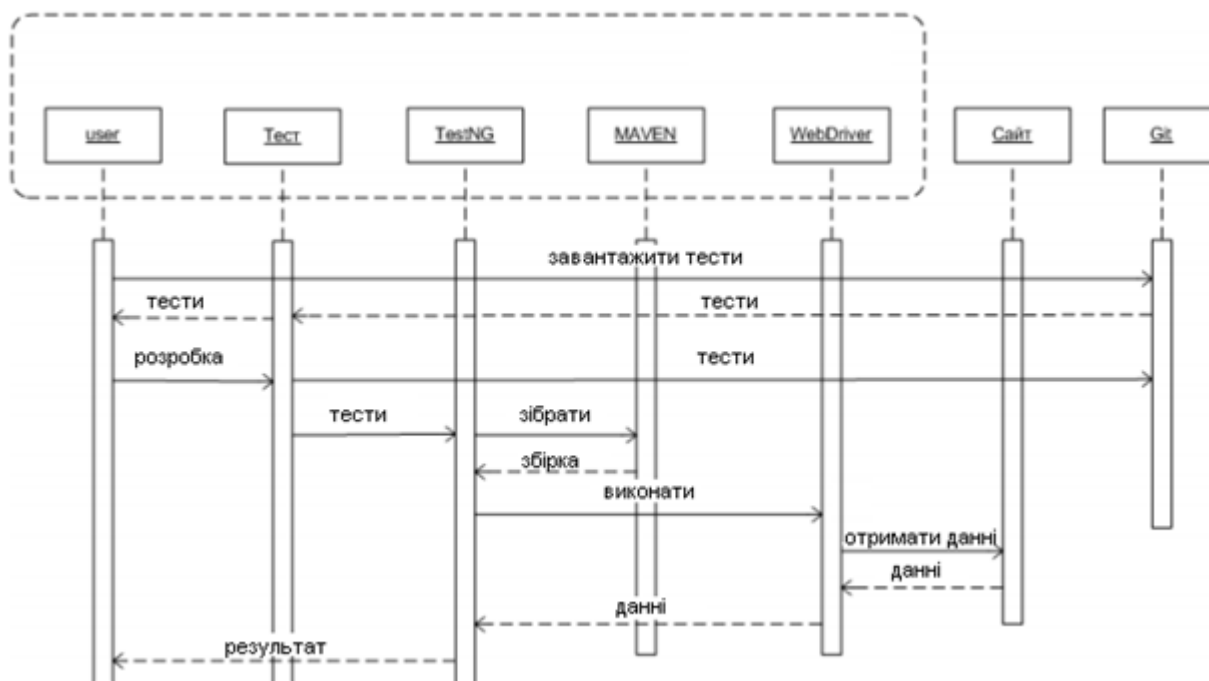 user
Тест
TestNG
MAVEN
WebDriver
Сайт
Git
завантажити тести
тести
тести
розробка
тести
тести
зібрати
збірка
виконати
отримати данні
данні
данні
результат